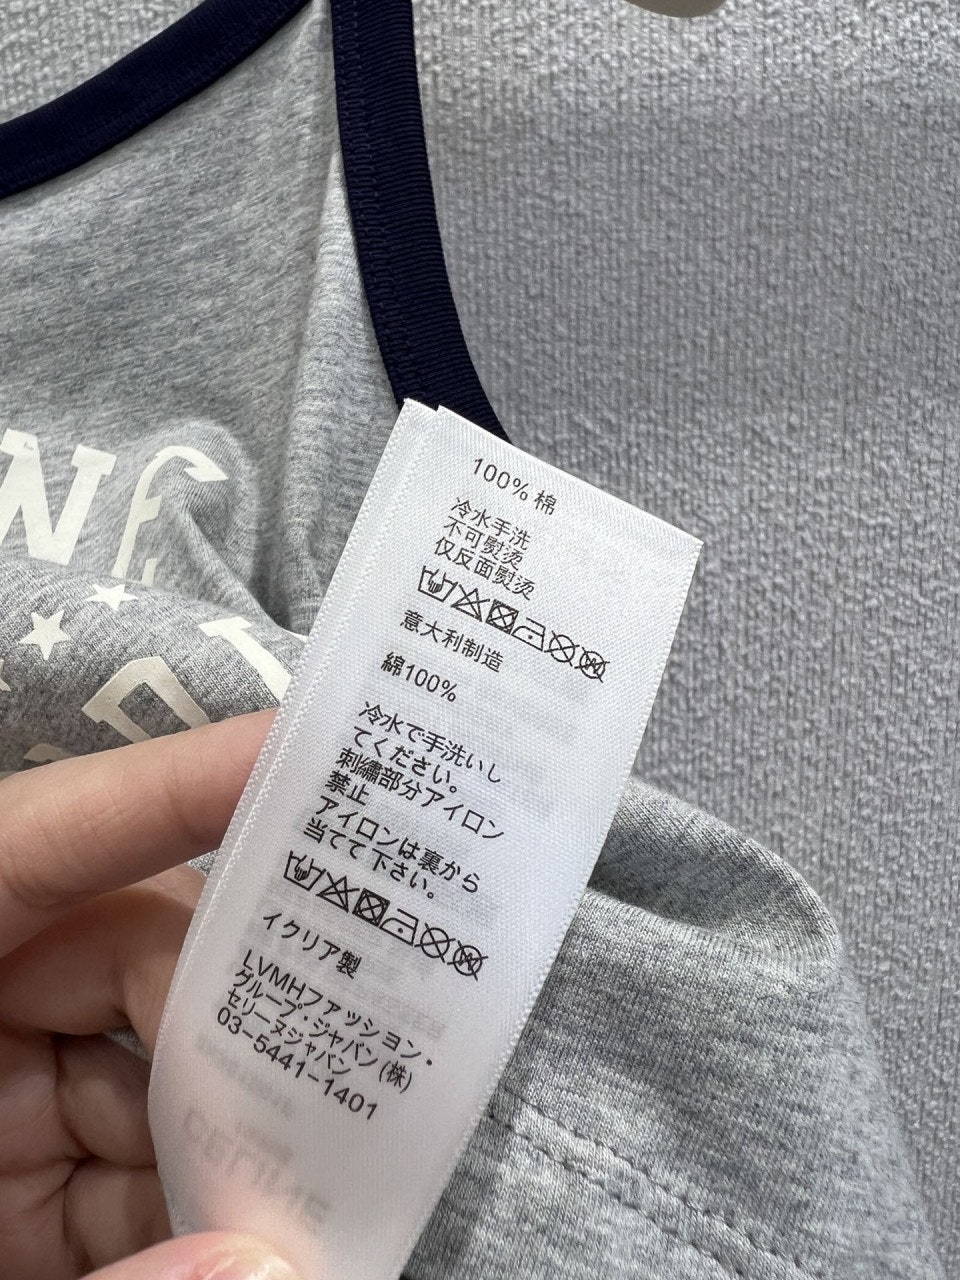 NE
100% 棉
冷水手洗
不可熨烫
仅反面熨烫
意大利制造
綿100%
冷水で手洗いし
てください。
刺繡部分アイロン
禁止
アイロンは裏から
当てて下さい。
イクリア製
LVMHファッション・
グループ・ジャパン(株)
セリーヌジャパン
03-5441-1401